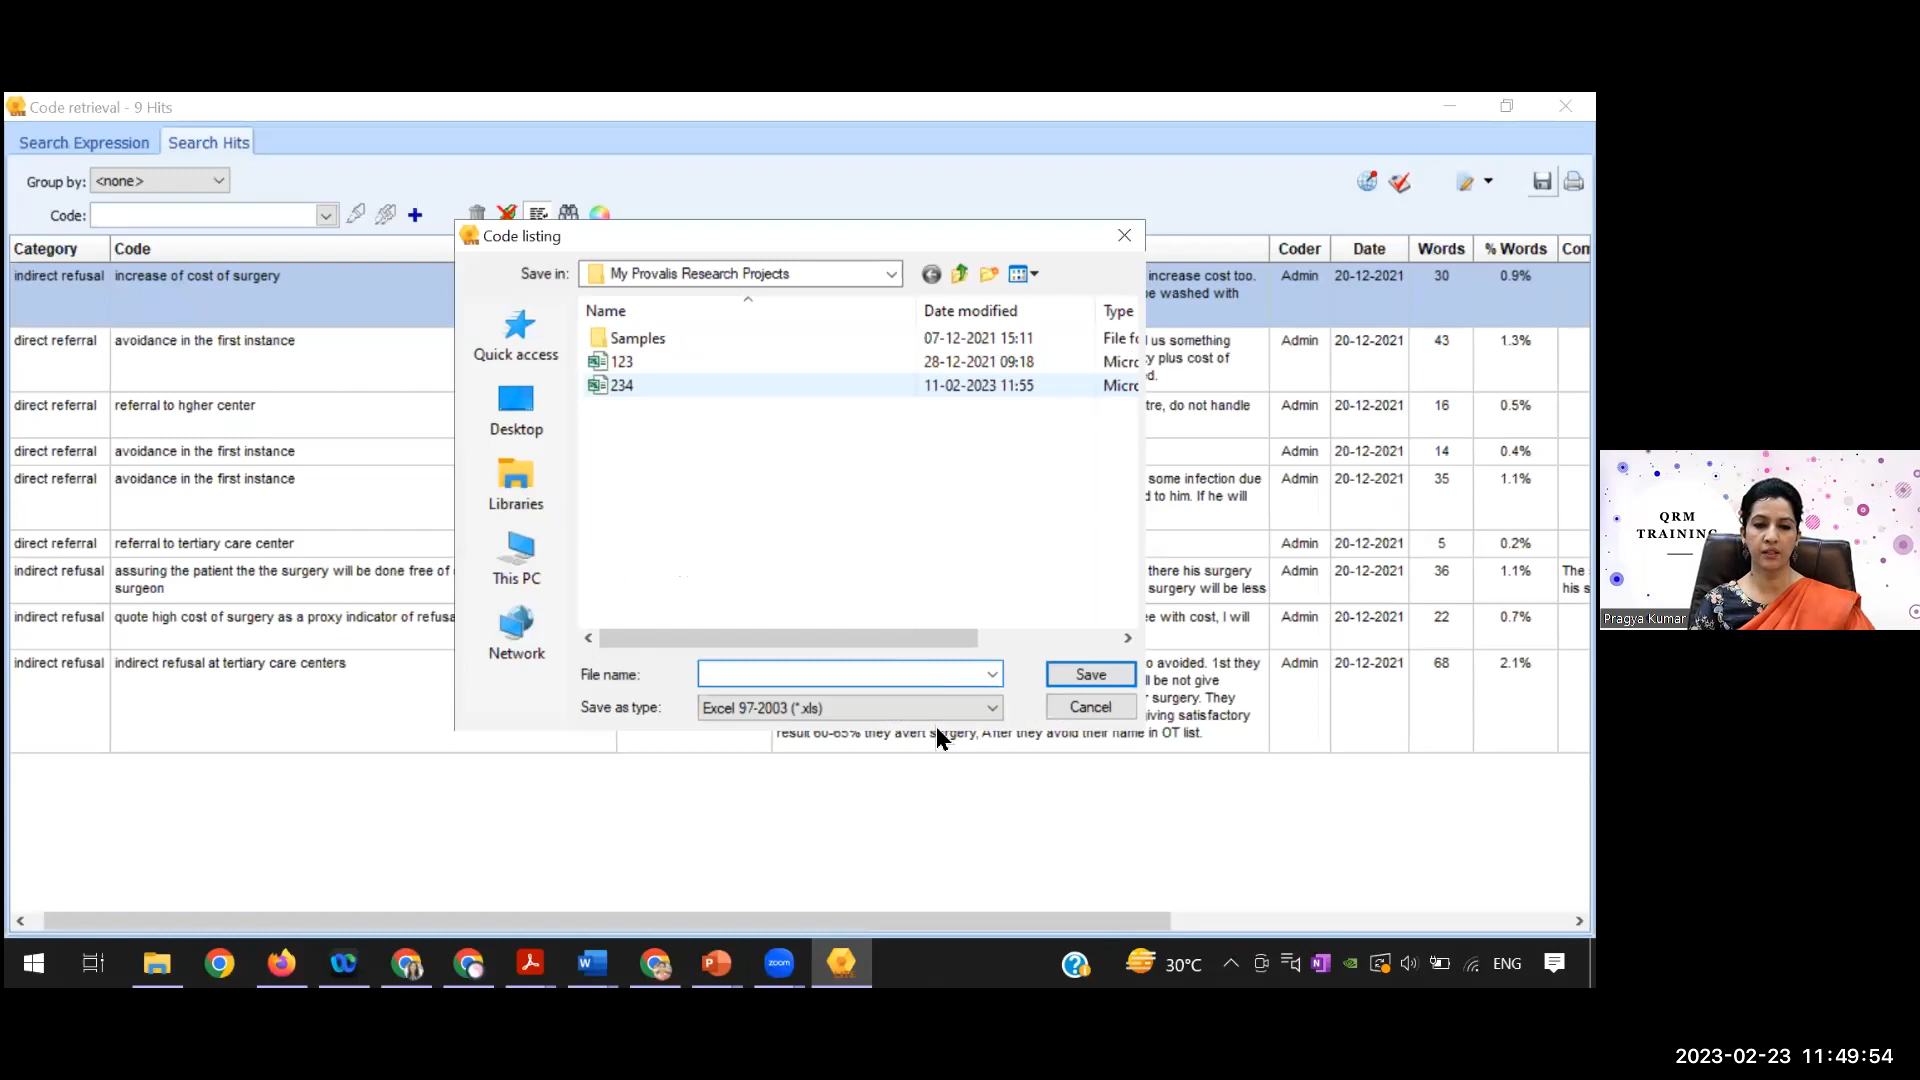 Code retrieval - 9 Hits
Search Expression Search Hits
Group by: <none>
Code:
Category Code Coder Date Words % Words Con
indirect refusal increase of cost of surgery increase cost too. Admin 20-12-2021 30 0.9%
be washed with
direct referral avoidance in the first instance us something Admin 20-12-2021 43 1.3%
plus cost of
direct referral referral to hgher center tre, do not handle Admin 20-12-2021 16 0.5%
direct referral avoidance in the first instance Admin 20-12-2021 14 0.4%
direct referral avoidance in the first instance some infection due Admin 20-12-2021 35 1.1%
d to him. If he will
direct referral referral to tertiary care center Admin 20-12-2021 5 0.2%
indirect refusal assuring the patient the the surgery will be done free of there his surgery Admin 20-12-2021 36 1.1% The
surgeon surgery will be less his s
indirect refusal quote high cost of surgery as a proxy indicator of refusa e with cost, I will Admin 20-12-2021 22 0.7%
indirect refusal indirect refusal at tertiary care centers o avoided. 1st they Admin 20-12-2021 68 2.1%
ll be not give
surgery. They
iving satisfactory
result 60-65% they avert surgery, After they avoid their name in OT list.
Code listing
Save in: My Provalis Research Projects
Name Date modified Type
Samples 07-12-2021 15:11 File fo
123 28-12-2021 09:18 Micro
234 11-02-2023 11:55 Micro
Quick access
Desktop
Libraries
This PC
Network
File name: Save
Save as type: Excel 97-2003 (*.xls) Cancel
QRM
TRAINING
Pragya Kumar
zoom
30°C ENG
2023-02-23 11:49:54